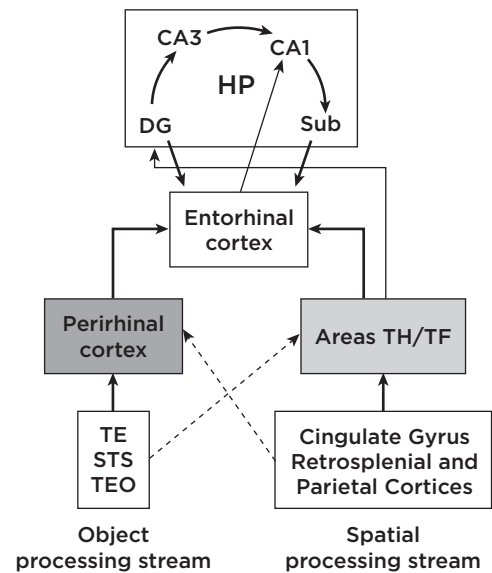 CA3
CA1
HP
DG
Sub
Entorhinal
cortex
Perirhinal
cortex
Areas TH/TF
TE
STS
TEO
Cingulate Gyrus
Retrosplenial and
Parietal Cortices
Object
processing stream
Spatial
processing stream